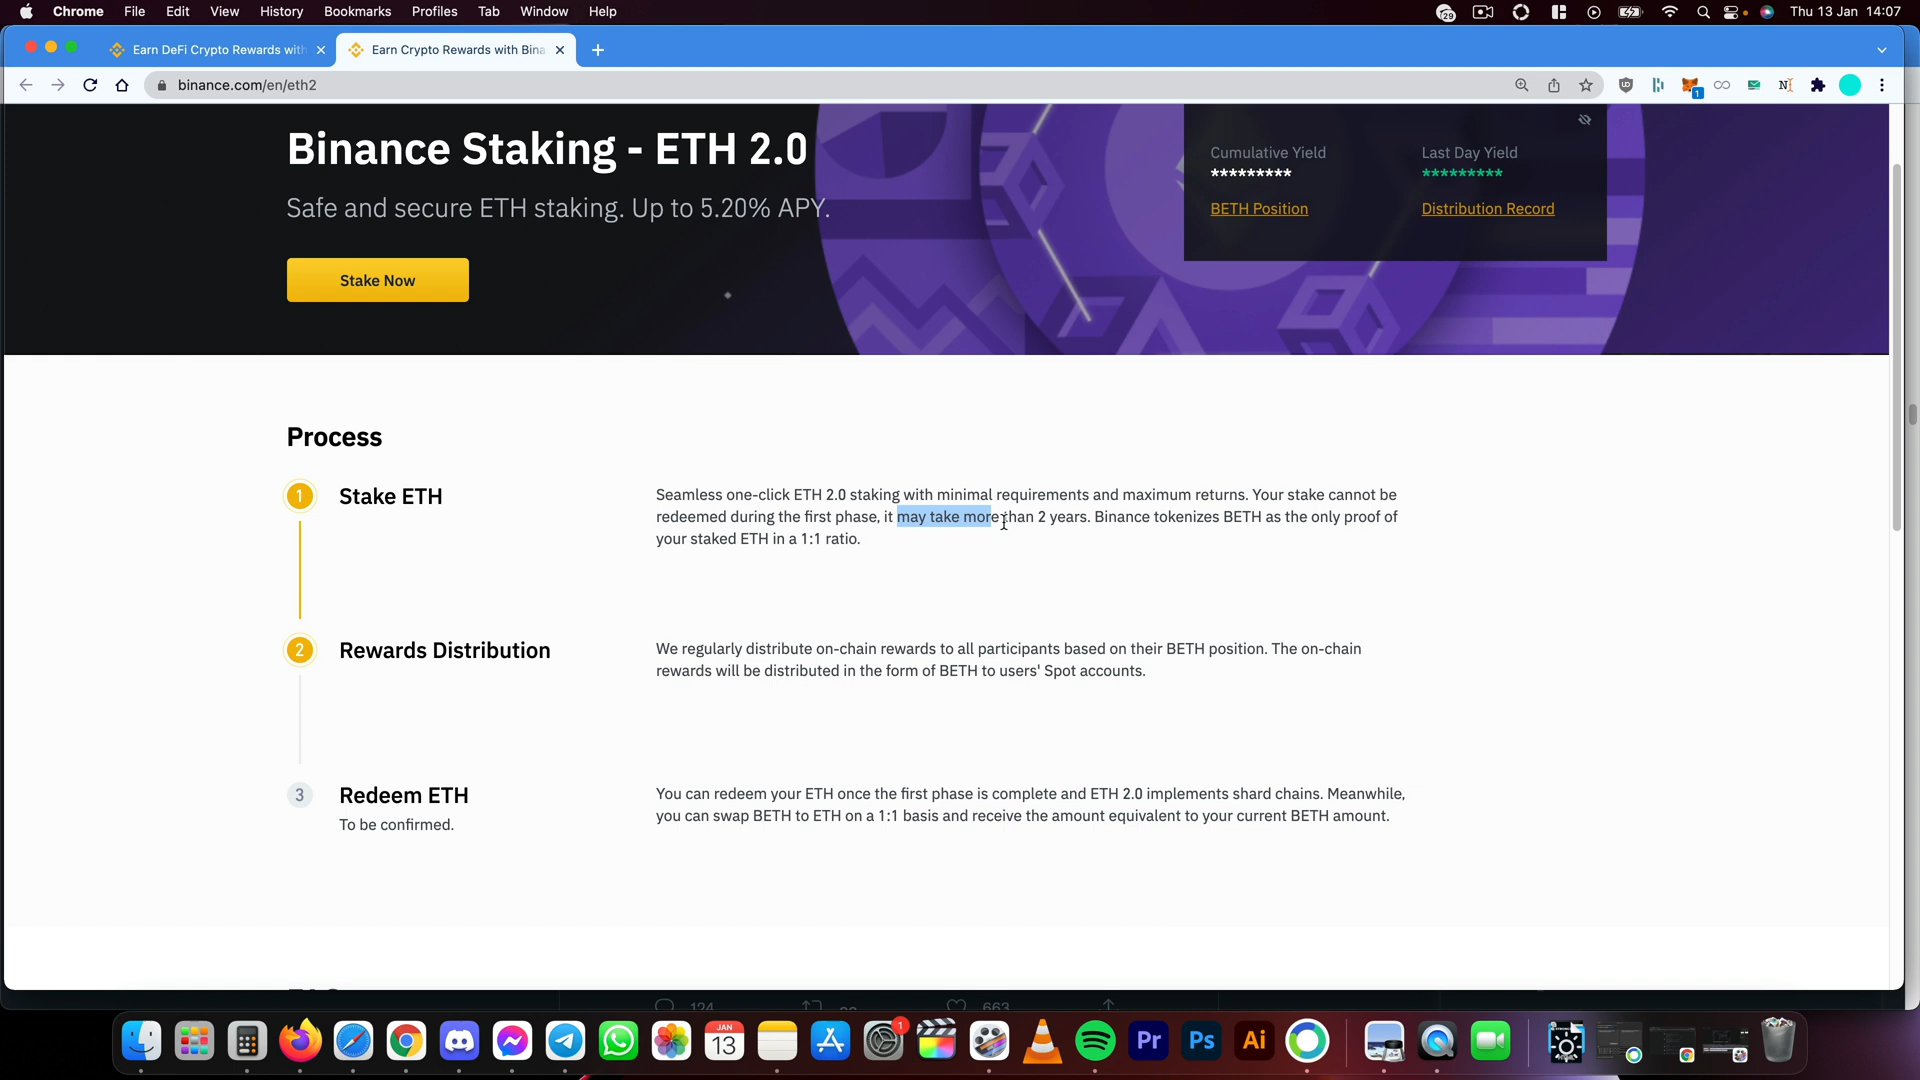 Chrome File Edit View History Bookmarks Profiles Tab Window Help
29
Thu 13 Jan 14:07
Earn DeFi Crypto Rewards with
Earn Crypto Rewards with Bina
binance.com/en/eth2
1
Binance Staking - ETH 2.0
Safe and secure ETH staking. Up to 5.20% APY.
Stake Now
Cumulative Yield
Last Day Yield
*********
*********
BETH Position
Distribution Record
Process
1
Stake ETH
Seamless one-click ETH 2.0 staking with minimal requirements and maximum returns. Your stake cannot be
redeemed during the first phase, it may take more than 2 years. Binance tokenizes BETH as the only proof of
your staked ETH in a 1:1 ratio.
2
Rewards Distribution
We regularly distribute on-chain rewards to all participants based on their BETH position. The on-chain
rewards will be distributed in the form of BETH to users' Spot accounts.
3
Redeem ETH
To be confirmed.
You can redeem your ETH once the first phase is complete and ETH 2.0 implements shard chains. Meanwhile,
you can swap BETH to ETH on a 1:1 basis and receive the amount equivalent to your current BETH amount.
124
663
JAN
13
1
Pr
Ps
Ai